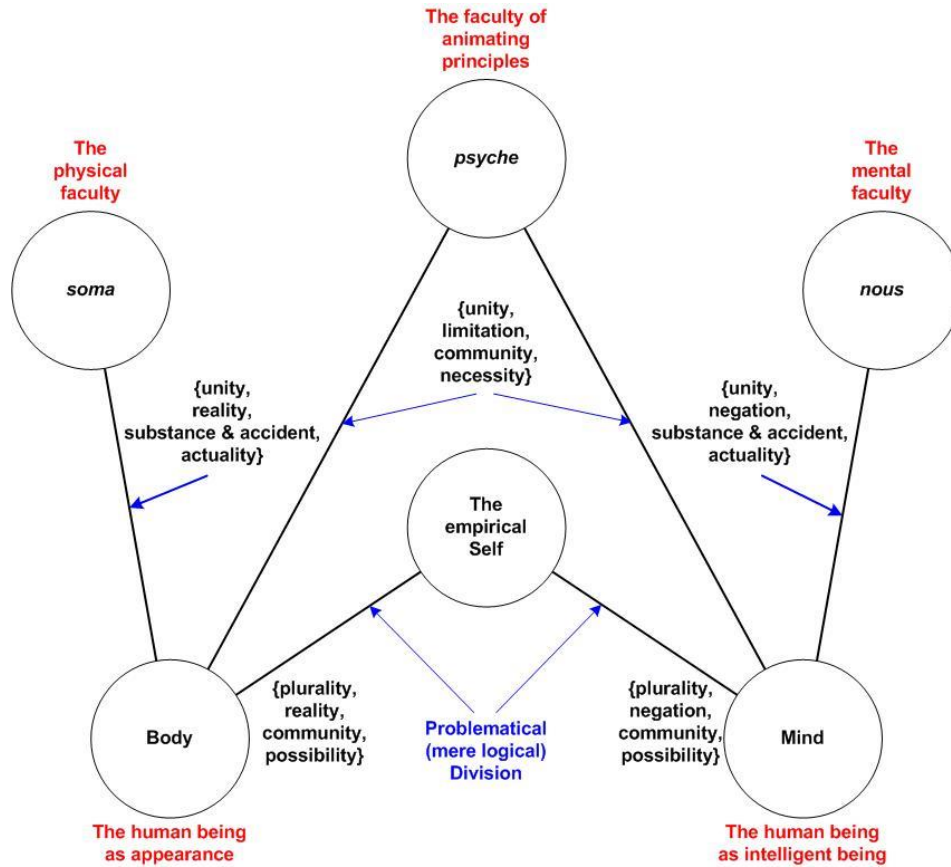 The faculty of
animating
principles
psyche
The
physical
faculty
soma
The
mental
faculty
nous
{unity,
limitation,
community,
necessity}
{unity,
reality,
substance & accident,
actuality}
{unity,
negation,
substance & accident,
actuality}
The
empirical
Self
{plurality,
reality,
community,
possibility}
{plurality,
negation,
community,
possibility}
Problematical
(mere logical)
Division
Body
Mind
The human being
as appearance
The human being
as intelligent being